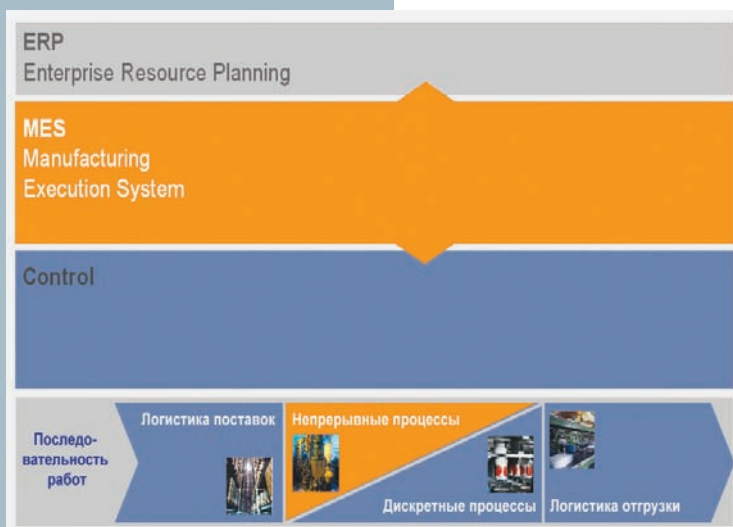 ERP
Enterprise Resource Planning
MES
Manufacturing
Execution System
Control
Последо-
вательность
работ
Логистика поставок
Непрерывные процессы
Дискретные процессы
Логистика отгрузки